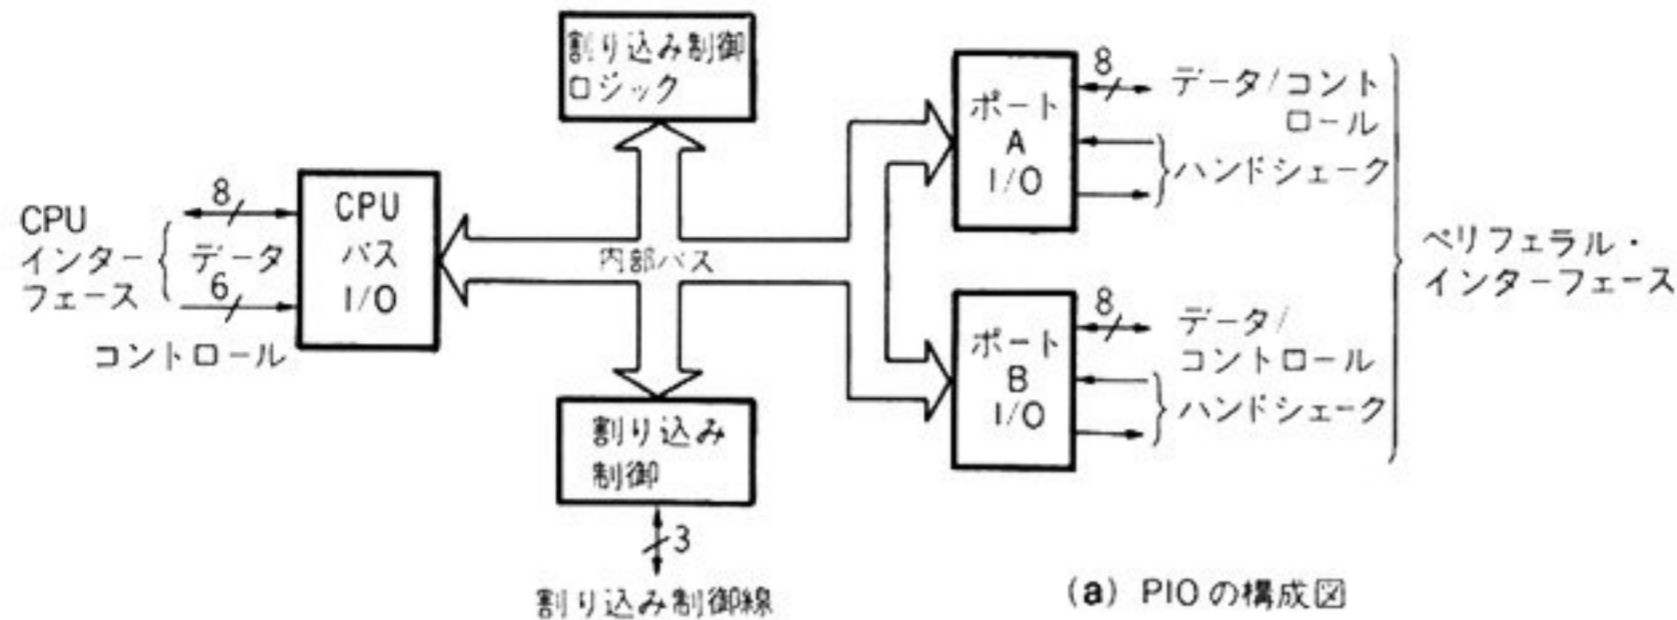 割り込み制御
ロジック
8
CPU
インター
フェース
データ
6
コントロール
CPU
バス
I/O
内部バス
割り込み
制御
3
割り込み制御線
ポート
A
I/O
8
データ/コント
ロール
ハンドシェーク
ポート
B
I/O
8
データ/
コントロール
ハンドシェーク
ペリフェラル・
インターフェース
(a) PIOの構成図